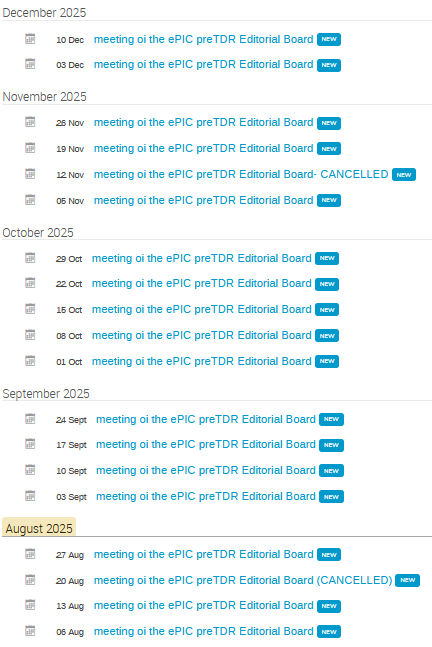 December 2025
10 Dec meeting oi the ePIC preTDR Editorial Board NEW
03 Dec meeting oi the ePIC preTDR Editorial Board NEW
November 2025
26 Nov meeting oi the ePIC preTDR Editorial Board NEW
19 Nov meeting oi the ePIC preTDR Editorial Board NEW
12 Nov meeting oi the ePIC preTDR Editorial Board- CANCELLED NEW
05 Nov meeting oi the ePIC preTDR Editorial Board NEW
October 2025
29 Oct meeting oi the ePIC preTDR Editorial Board NEW
22 Oct meeting oi the ePIC preTDR Editorial Board NEW
15 Oct meeting oi the ePIC preTDR Editorial Board NEW
08 Oct meeting oi the ePIC preTDR Editorial Board NEW
01 Oct meeting oi the ePIC preTDR Editorial Board NEW
September 2025
24 Sept meeting oi the ePIC preTDR Editorial Board NEW
17 Sept meeting oi the ePIC preTDR Editorial Board NEW
10 Sept meeting oi the ePIC preTDR Editorial Board NEW
03 Sept meeting oi the ePIC preTDR Editorial Board NEW
August 2025
27 Aug meeting oi the ePIC preTDR Editorial Board NEW
20 Aug meeting oi the ePIC preTDR Editorial Board (CANCELLED) NEW
13 Aug meeting oi the ePIC preTDR Editorial Board NEW
06 Aug meeting oi the ePIC preTDR Editorial Board NEW